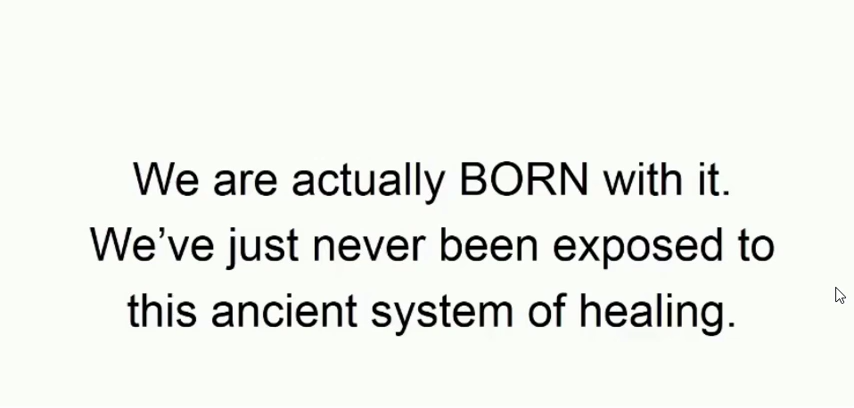 We are actually BORN with it.
We’ve just never been exposed to
this ancient system of healing.